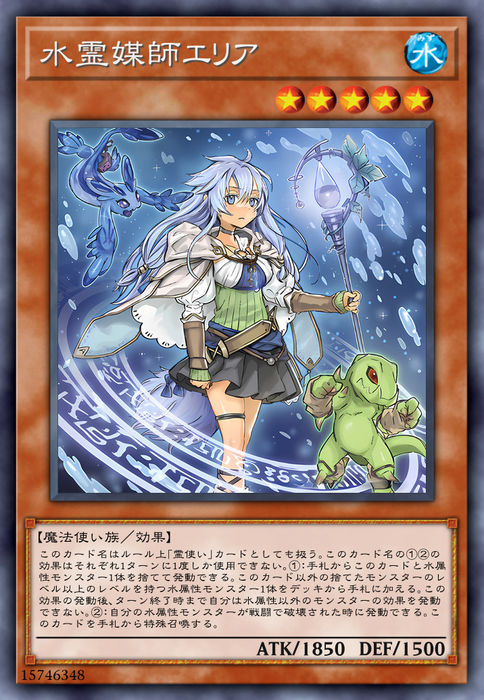 水霊媒師エリア
みず
水
【魔法使い族／効果】
このカード名はルール上「霊使い」カードとしても扱う。このカード名の①②の
効果はそれぞれ1ターンに1度しか使用できない。①：手札からこのカードと水属
性モンスター1体を捨てて発動できる。このカード以外の捨てたモンスターのレ
ベル以上のレベルを持つ水属性モンスター1体をデッキから手札に加える。この
効果の発動後、ターン終了時まで自分は水属性以外のモンスターの効果を発動
できない。②：自分の水属性モンスターが戦闘で破壊された時に発動できる。こ
のカードを手札から特殊召喚する。
ATK/1850 DEF/1500
15746348